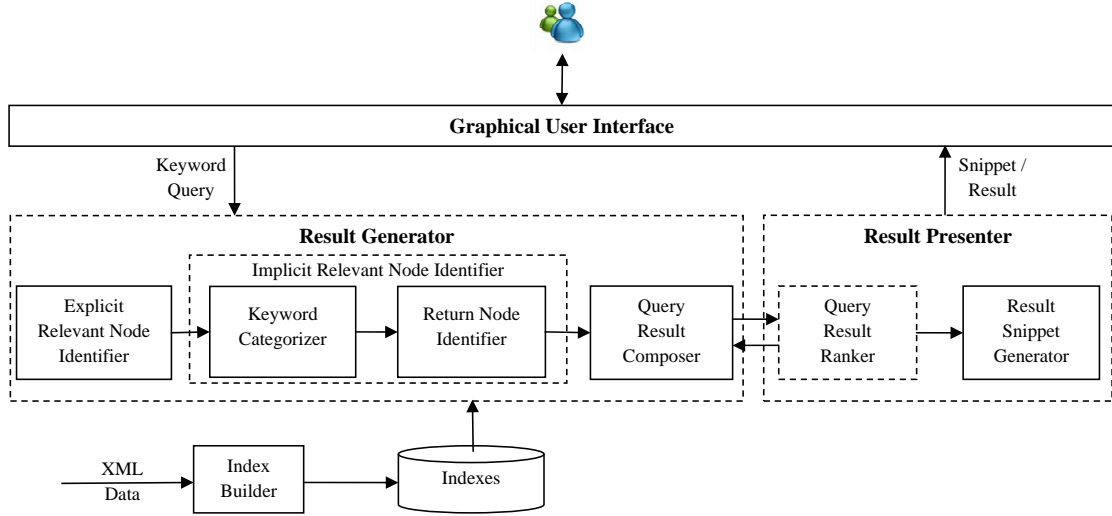 Graphical User Interface
Keyword
Query
Snippet /
Result
Result Generator
Implicit Relevant Node Identifier
Explicit
Relevant Node
Identifier
Keyword
Categorizer
Return Node
Identifier
Query
Result
Composer
Result Presenter
Query
Result
Ranker
Result
Snippet
Generator
XML
Data
Index
Builder
Indexes